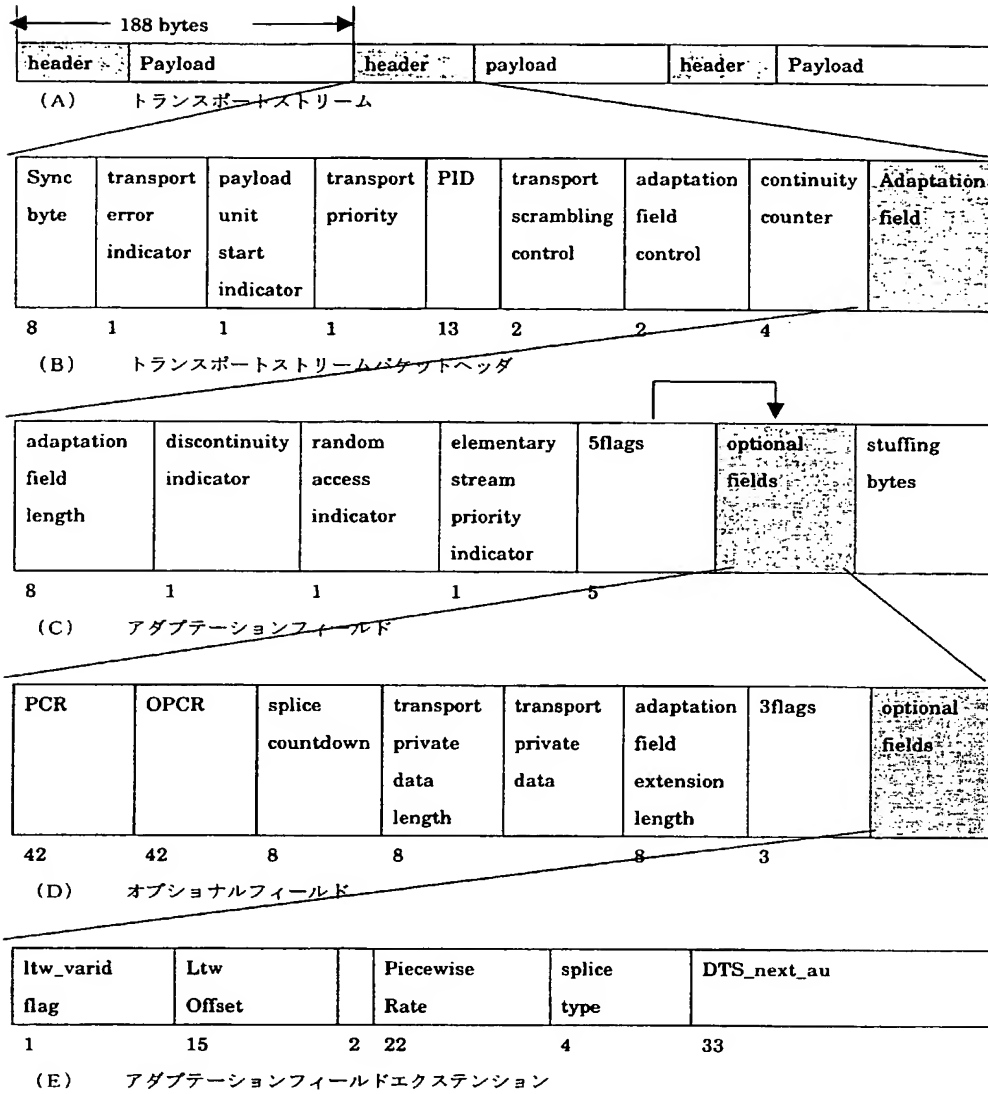 188 bytes
header Payload header payload header Payload
(A) トランスポートストリーム
Sync byte
transport error indicator
payload unit start indicator
transport priority
PID
transport scrambling control
adaptation field control
continuity counter
Adaptation field
8 1 1 1 13 2 2 4
(B) トランスポートストリームパケットヘッダ
adaptation field length
discontinuity indicator
random access indicator
elementary stream priority indicator
5flags
optional fields
stuffing bytes
8 1 1 1 5
(C) アダプテーションフィールド
PCR
OPCR
splice countdown
transport private data length
transport private data
adaptation field extension length
3flags
optional fields
42 42 8 8 8 3
(D) オプショナルフィールド
ltw_varid flag
Ltw Offset
Piecewise Rate
splice type
DTS_next_au
1 15 2 22 4 33
(E) アダプテーションフィールドエクステンション